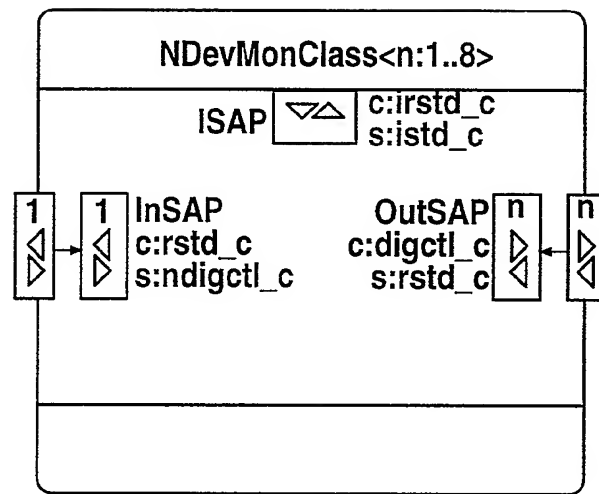 NDevMonClass<n:1..8>
ISAP
c:irstd_c
s:istd_c
1
1
InSAP
c:rstd_c
s:ndigctl_c
OutSAP
c:digctl_c
s:rstd_c
n
n